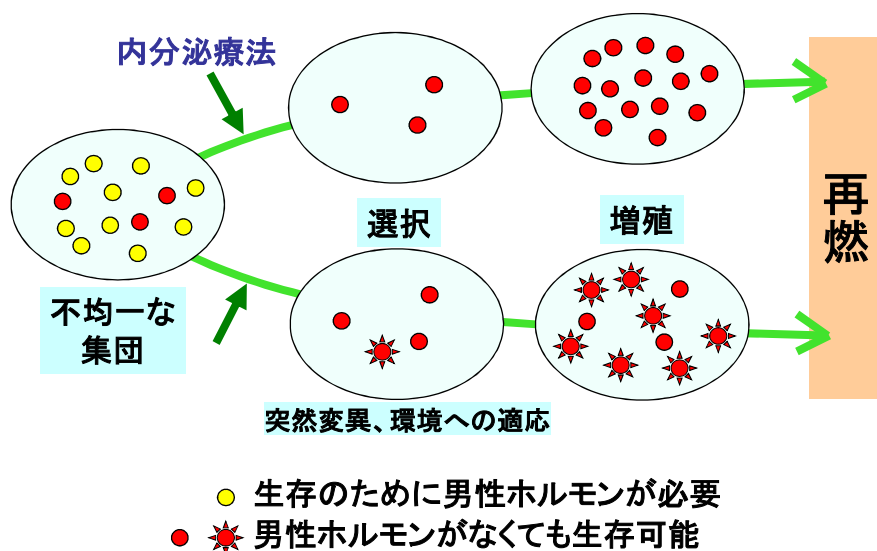 内分泌療法
不均一な
集団
選択
増殖
突然変異、環境への適応
再燃
生存のために男性ホルモンが必要
男性ホルモンがなくても生存可能